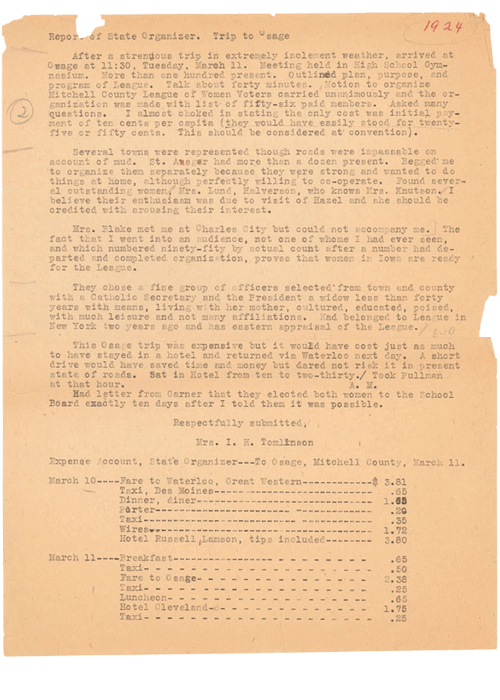 1924
Report of State Organizer. Trip to Osage
After a strenuous trip in extremely inclement weather, arrived at
Osage at 11:30, Tuesday, March 11. Meeting held in High School Gym-
nasium. More than one hundred present. Outlined plan, purpose, and
program of League. Talk about forty minutes. Motion to organise
Mitchell County League of Women Voters carried unanimously and the or-
ganization was made with list of fifty-six paid members. Asked many
questions. I almost choked in stating the only cost was initial pay-
ment of ten cents per capita (they would have easily stood for twenty-
five or fifty cents. This should be considered at convention).
2
Several towns were represented though roads were impassable on
account of mud. St. Ansgar had more than a dozen present. Begged me
to organize them separately because they were strong and wanted to do
things at home, although perfectly willing to co-operate. Found sever-
al outstanding women, Mrs. Lund, Halverson, who knows Mrs. Knutson. I
believe their enthusiasm was due to visit of Hazel and she should be
credited with arousing their interest.
Mrs. Blake met me at Charles City but could not accompany me. The
fact that I went into an audience, not one of whome I had ever seen,
and which numbered ninety-fity by actual count after a number had de-
parted and completed organization, proves that women in Iowa are ready
for the League.
They chose a fine group of officers selected from town and county
with a Catholic Secretary and the President a widow less than forty
years with means, living with her mother, cultured, educated, poised,
with much leisure and not many affiliations. Had belonged to League in
New York two years ago and has eastern appraisal of the League.
This Osage trip was expensive but it would have cost just as much
to have stayed in a hotel and returned via Waterloo next day. A short
drive would have saved time and money but dared not risk it in present
state of roads. Sat in Hotel from ten to two-thirty./ Took Pullman
at that hour. A. M.
Had letter from Garner that they elected both women to the School
Board exactly ten days after I told them it was possible.
Respectfully submitted,
Mrs. I. H. Tomlinson
Expense Account, State Organizer---To Osage, Mitchell County, March 11.
March 10----Fare to Waterloo, Great Western-----------$ 3.81
Taxi, Des Moines--------------------------- .65
Dinner, diner------------------------------
Porter------------------------------------- .20
Taxi--------------------------------------- .35
Wires-------------------------------------- 1.72
Hotel Russell Lamson, tips included-------- 3.80
March 11----Breakfast---------------- .65
Taxi- - - - - - - - - - - - - .50
Fare to Osage- - - - - - - - - 2.38
Taxi- - - - - - - - - - - - - .25
Luncheon- - - - - - - - - - - .65
Hotel Cleveland- - - - - - - - 1.75
Taxi- - - - - - - - - - - - - .25